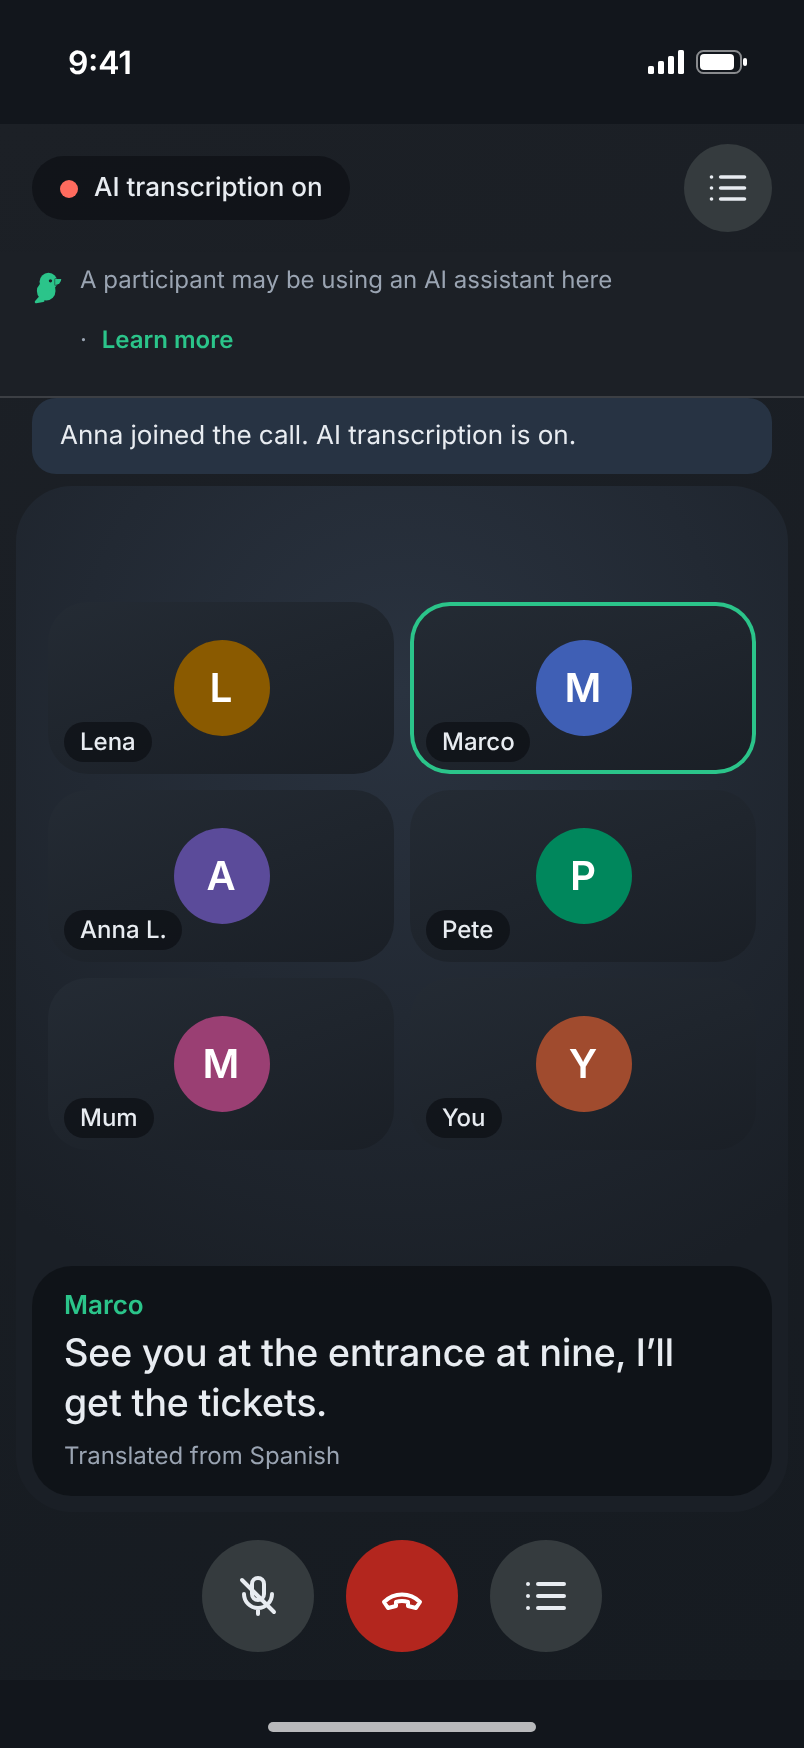 9:41
AI transcription on
A participant may be using an AI assistant here
· Learn more
Anna joined the call. AI transcription is on.
L
Lena
M
Marco
A
Anna L.
P
Pete
M
Mum
Y
You
Marco
See you at the entrance at nine, I’ll
get the tickets.
Translated from Spanish